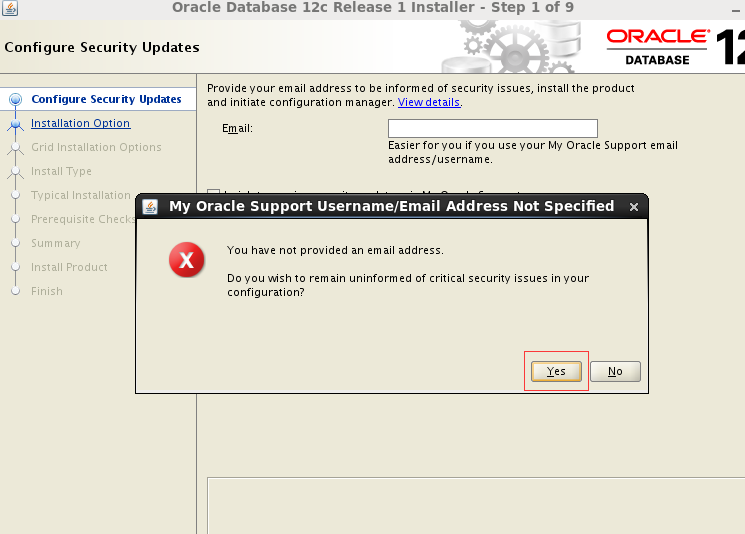 Oracle Database 12c Release 1 Installer - Step 1 of 9
Configure Security Updates
ORACLE
DATABASE
12
Configure Security Updates
Installation Option
Grid Installation Options
Install Type
Typical Installation
Prerequisite Checks
Summary
Install Product
Finish
Provide your email address to be informed of security issues, install the product
and initiate configuration manager. View details.
Email:
Easier for you if you use your My Oracle Support email
address/username.
My Oracle Support Username/Email Address Not Specified
You have not provided an email address.
Do you wish to remain uninformed of critical security issues in your
configuration?
Yes
No